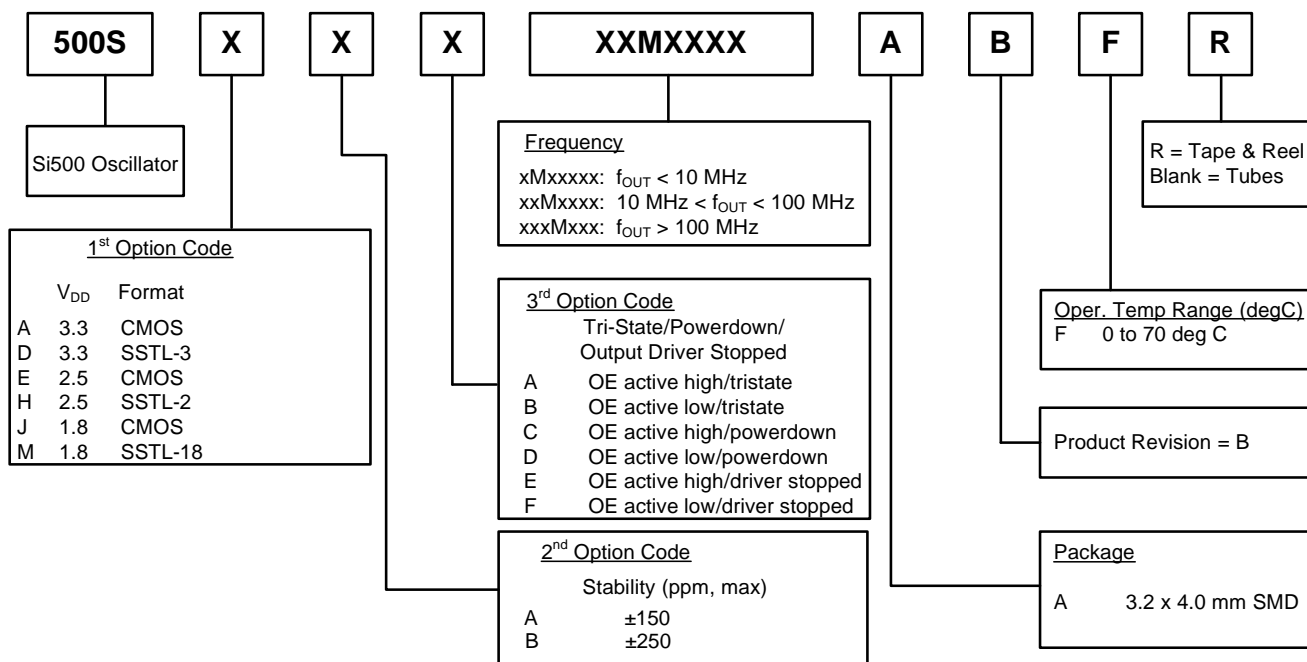 500S X X X XXMXXXX A B F R
Si500 Oscillator
1st Option Code
VDD Format
A 3.3 CMOS
D 3.3 SSTL-3
E 2.5 CMOS
H 2.5 SSTL-2
J 1.8 CMOS
M 1.8 SSTL-18
Frequency
xMxxxxx: fOUT < 10 MHz
xxMxxxx: 10 MHz < fOUT < 100 MHz
xxxMxxx: fOUT > 100 MHz
3rd Option Code
Tri-State/Powerdown/
Output Driver Stopped
A OE active high/tristate
B OE active low/tristate
C OE active high/powerdown
D OE active low/powerdown
E OE active high/driver stopped
F OE active low/driver stopped
2nd Option Code
Stability (ppm, max)
A ±150
B ±250
R = Tape & Reel
Blank = Tubes
Oper. Temp Range (degC)
F 0 to 70 deg C
Product Revision = B
Package
A 3.2 x 4.0 mm SMD